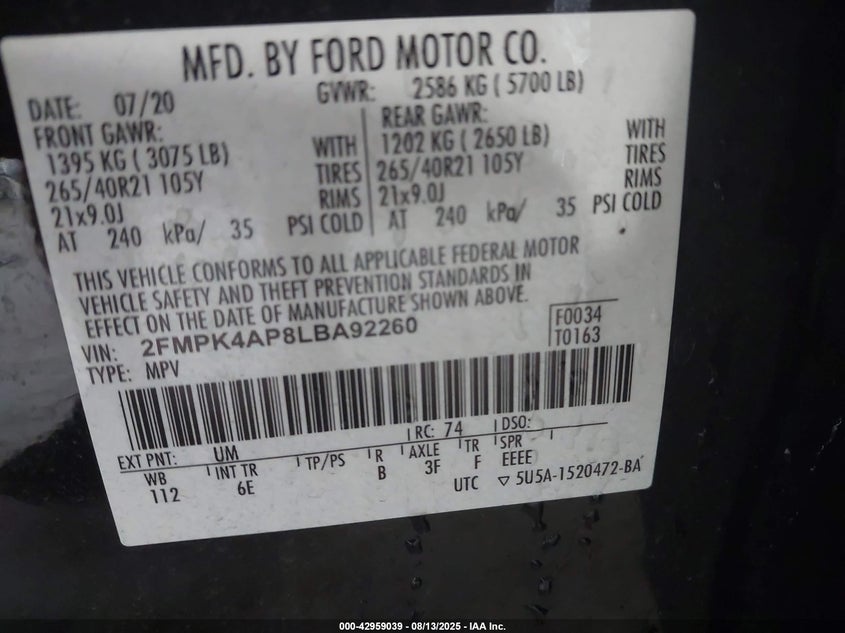 MFD. BY FORD MOTOR CO.
DATE: 07/20 GVWR: 2586 KG ( 5700 LB)
FRONT GAWR: REAR GAWR:
1395 KG ( 3075 LB) WITH 1202 KG ( 2650 LB) WITH
265/40R21 105Y TIRES 265/40R21 105Y TIRES
21x9.0J RIMS 21x9.0J RIMS
AT 240 kPa/ 35 PSI COLD AT 240 kPa/ 35 PSI COLD
THIS VEHICLE CONFORMS TO ALL APPLICABLE FEDERAL MOTOR
VEHICLE SAFETY AND THEFT PREVENTION STANDARDS IN
EFFECT ON THE DATE OF MANUFACTURE SHOWN ABOVE.
VIN: 2FMPK4AP8LBA92260 F0034
TYPE: MPV T0163
EXT PNT: UM RC: 74 DSO:
WB INT TR TP/PS R AXLE TR SPR
112 6E B 3F F EEEE
UTC ▽ 5U5A-1520472-BA
000-42959039 - 08/13/2025 - IAA Inc.